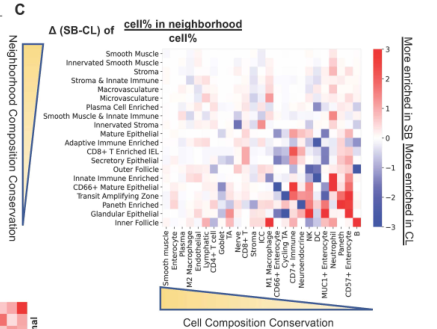 C
Δ (SB-CL) of cell% in neighborhood
cell%
Neighborhood Composition Conservation
Smooth Muscle
Innervated Smooth Muscle
Stroma
Stroma & Innate Immune
Macrovasculature
Microvasculature
Plasma Cell Enriched
Smooth Muscle & Innate Immune
Innervated Stroma
Mature Epithelial
Adaptive Immune Enriched
CD8+ T Enriched IEL
Secretory Epithelial
Outer Follicle
Innate Immune Enriched
CD66+ Mature Epithelial
Transit Amplifying Zone
Paneth Enriched
Glandular Epithelial
Inner Follicle
Smooth muscle
Enterocyte
Plasma
M2 Macrophage
Endothelial
Lymphatic
CD4+ T cell
Goblet
TA
Nerve
CD8+ T
Stroma
ICC
M1 Macrophage
CD66+ Enterocyte
Cycling TA
CD7+ Immune
Neuroendocrine
NK
DC
MUC1+ Enterocyte
Neutrophil
Paneth
CD57+ Enterocyte
B
3
2
1
0
−1
−2
−3
More enriched in SB
More enriched in CL
Cell Composition Conservation